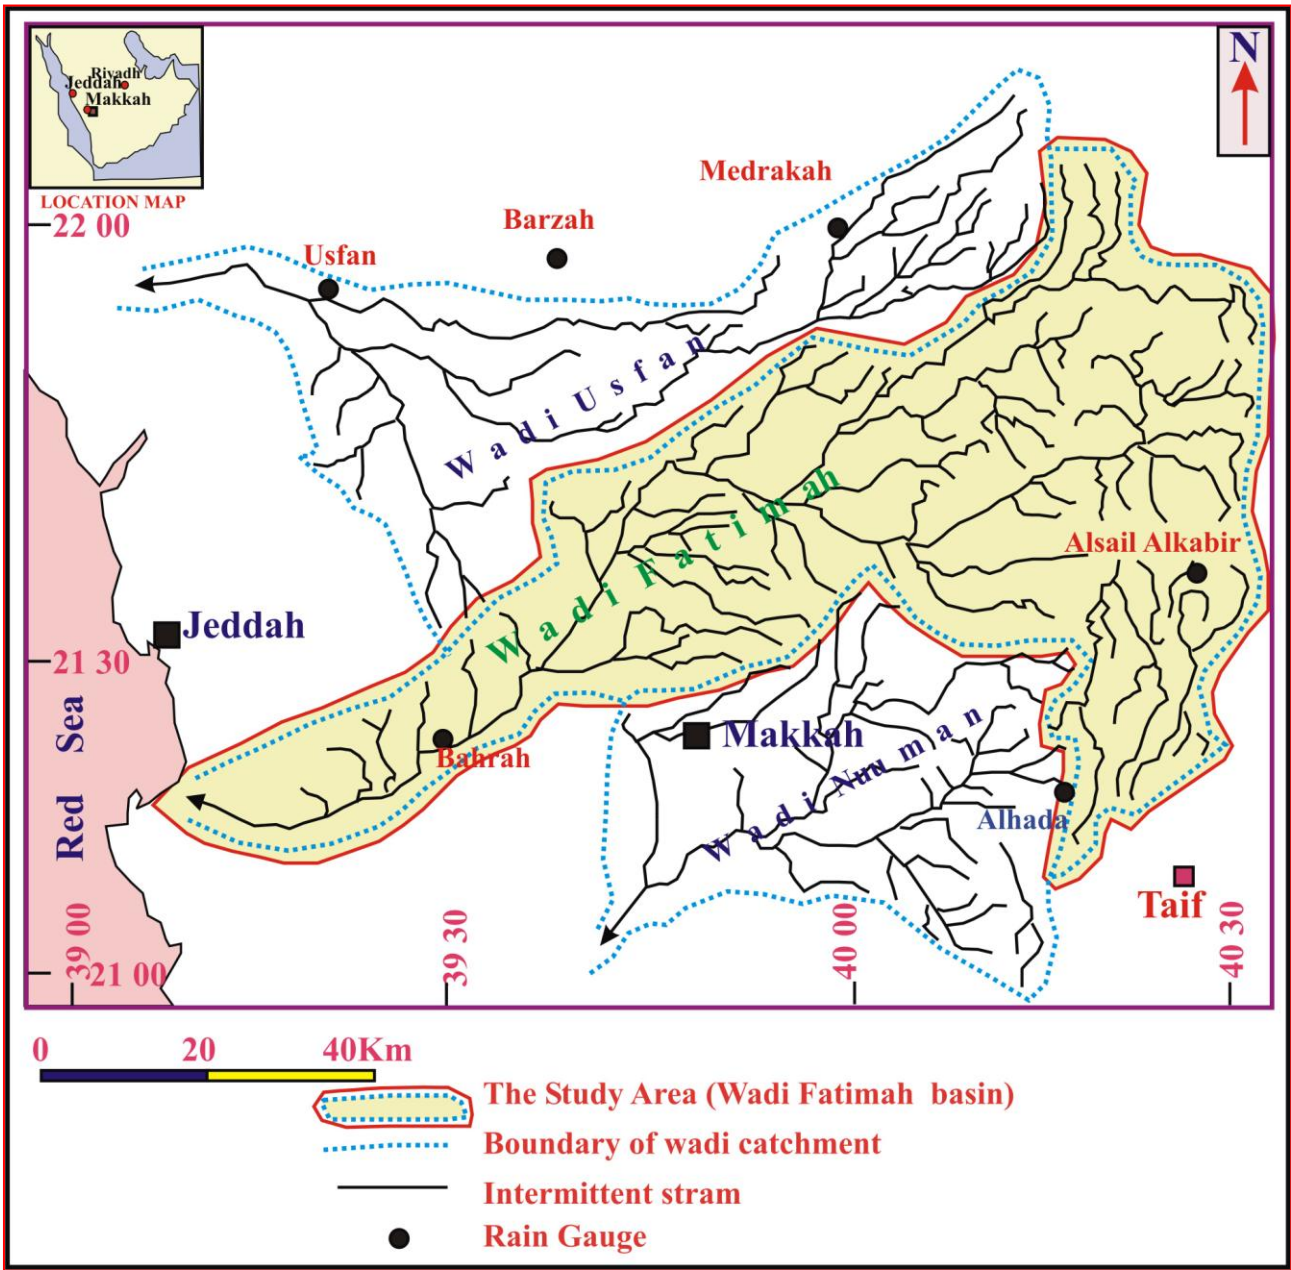 N
Riyadh
Jeddah
Makkah
LOCATION MAP
Medrakah
22 00
Barzah
Usfan
Wadi Usfan
Wadi Fatimah
Alsail Alkabir
Jeddah
21 30
Red Sea
Makkah
Bahrah
Wadi Nuuman
Alhada
Taif
39 00
21 00
39 30
40 00
40 30
0 20 40Km
The Study Area (Wadi Fatimah basin)
Boundary of wadi catchment
Intermittent stram
Rain Gauge